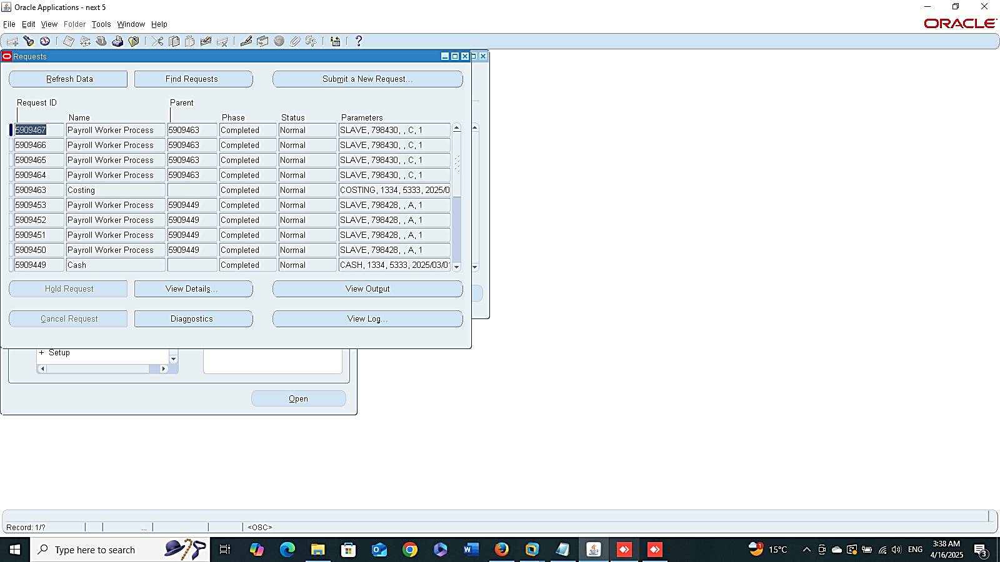 Oracle Applications - next 5
File Edit View Folder Tools Window Help
ORACLE
Requests
Refresh Data Find Requests Submit a New Request...
Request ID Parent
Name Phase Status Parameters
5909467 Payroll Worker Process 5909463 Completed Normal SLAVE, 798430, , C, 1
5909466 Payroll Worker Process 5909463 Completed Normal SLAVE, 798430, , C, 1
5909465 Payroll Worker Process 5909463 Completed Normal SLAVE, 798430, , C, 1
5909464 Payroll Worker Process 5909463 Completed Normal SLAVE, 798430, , C, 1
5909463 Costing Completed Normal COSTING, 1334, 5333, 2025/0
5909453 Payroll Worker Process 5909449 Completed Normal SLAVE, 798428, , A, 1
5909452 Payroll Worker Process 5909449 Completed Normal SLAVE, 798428, , A, 1
5909451 Payroll Worker Process 5909449 Completed Normal SLAVE, 798428, , A, 1
5909450 Payroll Worker Process 5909449 Completed Normal SLAVE, 798428, , A, 1
5909449 Cash Completed Normal CASH, 1334, 5333, 2025/03/01
Hold Request View Details... View Output
Cancel Request Diagnostics View Log...
+ Setup
Open
Record: 1/? ... <OSC>
Type here to search 15°C ENG 3:38 AM
4/16/2025